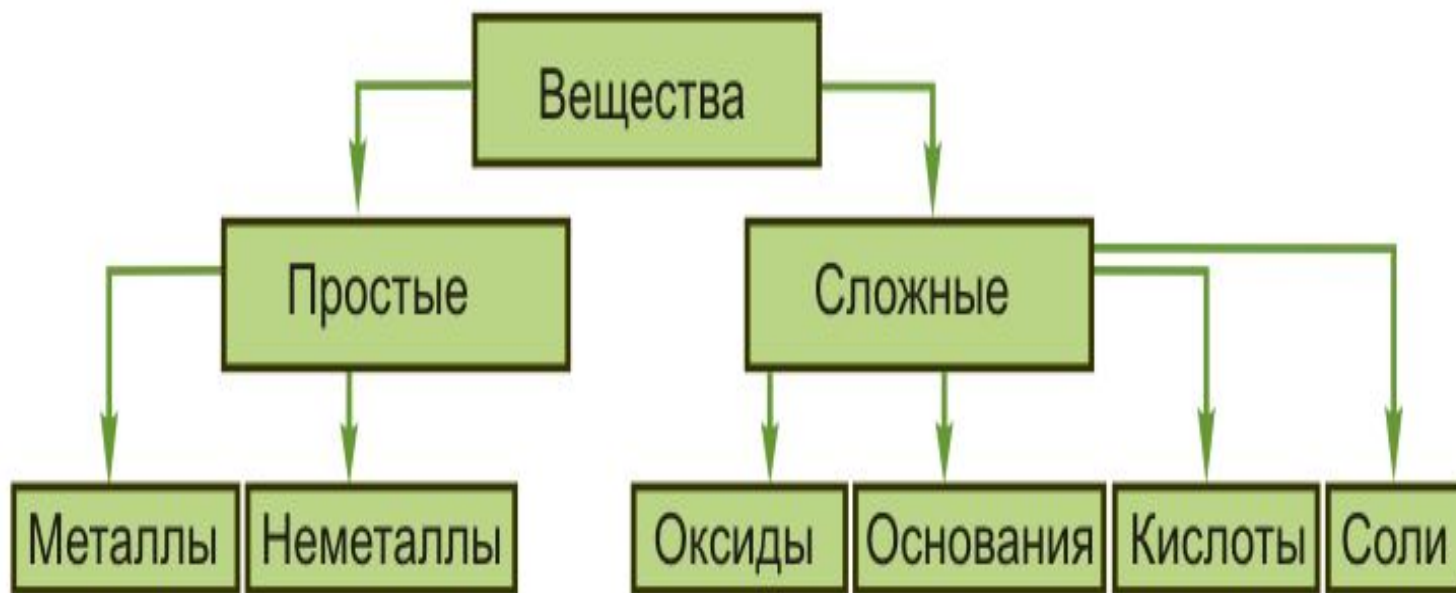 Вещества
Простые
Сложные
Металлы
Неметаллы
Оксиды
Основания
Кислоты
Соли